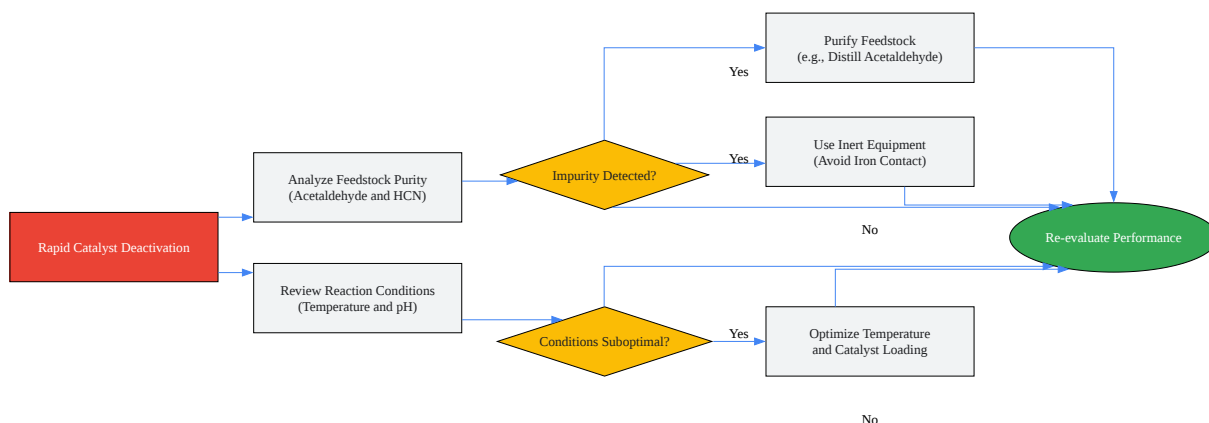 Rapid Catalyst Deactivation
Analyze Feedstock Purity
(Acetaldehyde and HCN)
Review Reaction Conditions
(Temperature and pH)
Impurity Detected?
Conditions Suboptimal?
Yes
Purify Feedstock
(e.g., Distill Acetaldehyde)
Yes
Use Inert Equipment
(Avoid Iron Contact)
No
Yes
Optimize Temperature
and Catalyst Loading
No
Re-evaluate Performance